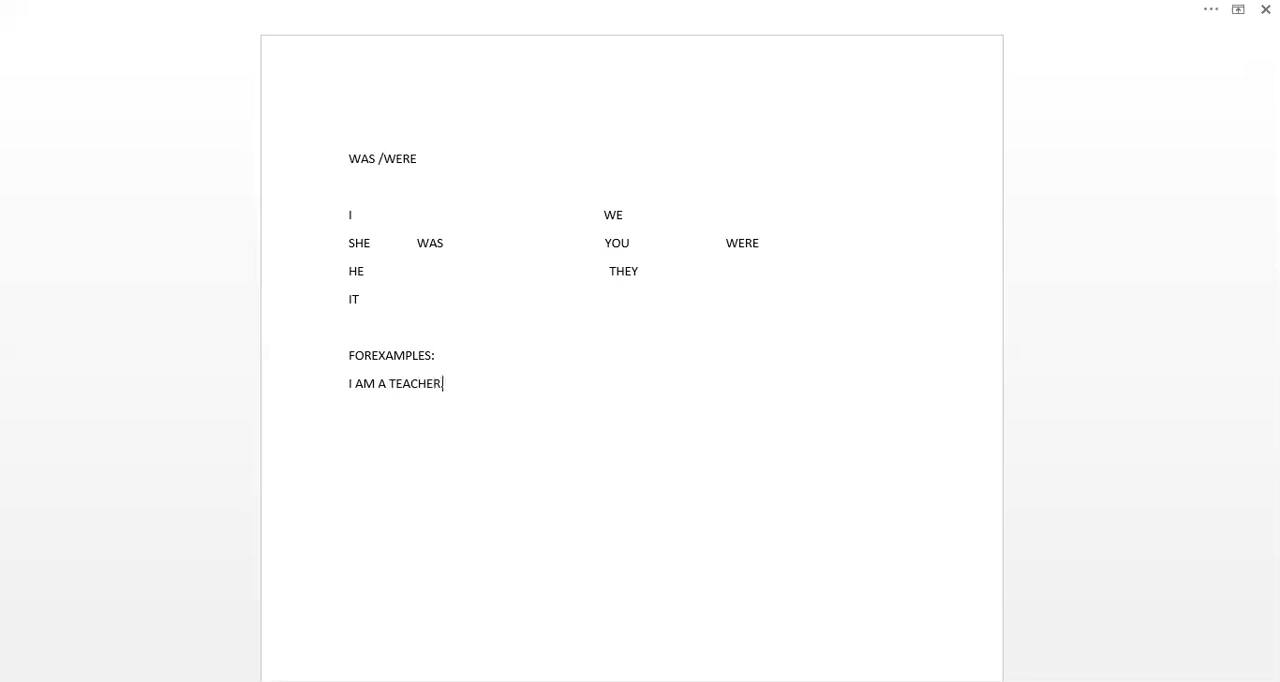 WAS /WERE
I WE
SHE WAS YOU WERE
HE THEY
IT
FOREXAMPLES:
I AM A TEACHER.